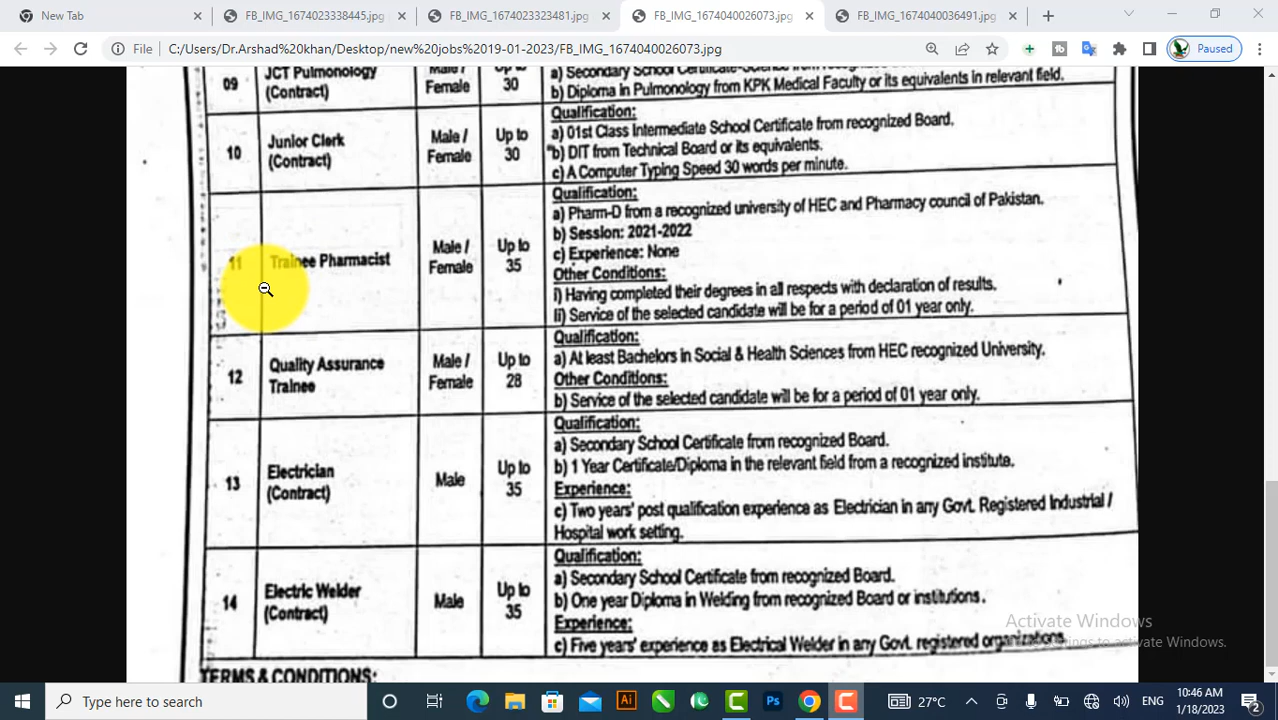 New Tab
FB_IMG_1674023338445.jpg
FB_IMG_1674023323481.jpg
FB_IMG_1674040026073.jpg
FB_IMG_1674040036491.jpg
File
C:/Users/Dr.Arshad%20khan/Desktop/new%20jobs%2019-01-2023/FB_IMG_1674040026073.jpg
Paused
09
JCT Pulmonology
(Contract)
Male /
Female
Up to
30
a) Secondary School Certificate-Science from recognized
b) Diploma in Pulmonology from KPK Medical Faculty or its equivalents in relevant field.
10
Junior Clerk
(Contract)
Male /
Female
Up to
30
Qualification:
a) 01st Class Intermediate School Certificate from recognized Board.
b) DIT from Technical Board or its equivalents.
c) A Computer Typing Speed 30 words per minute.
11
Trainee Pharmacist
Male /
Female
Up to
35
Qualification:
a) Pharm-D from a recognized university of HEC and Pharmacy council of Pakistan.
b) Session: 2021-2022
c) Experience: None
Other Conditions:
i) Having completed their degrees in all respects with declaration of results.
ii) Service of the selected candidate will be for a period of 01 year only.
12
Quality Assurance
Trainee
Male /
Female
Up to
28
Qualification:
a) At least Bachelors in Social & Health Sciences from HEC recognized University.
Other Conditions:
b) Service of the selected candidate will be for a period of 01 year only.
13
Electrician
(Contract)
Male
Up to
35
Qualification:
a) Secondary School Certificate from recognized Board.
b) 1 Year Certificate/Diploma in the relevant field from a recognized institute.
Experience:
c) Two years' post qualification experience as Electrician in any Govt. Registered Industrial /
Hospital work setting.
14
Electric Welder
(Contract)
Male
Up to
35
Qualification:
a) Secondary School Certificate from recognized Board.
b) One year Diploma in Welding from recognized Board or institutions.
Experience:
c) Five years' experience as Electrical Welder in any Govt. registered organizations.
TERMS & CONDITIONS:
Activate Windows
to activate Windows.
Type here to search
Ai
Ps
27°C
ENG
10:46 AM
1/18/2023
2